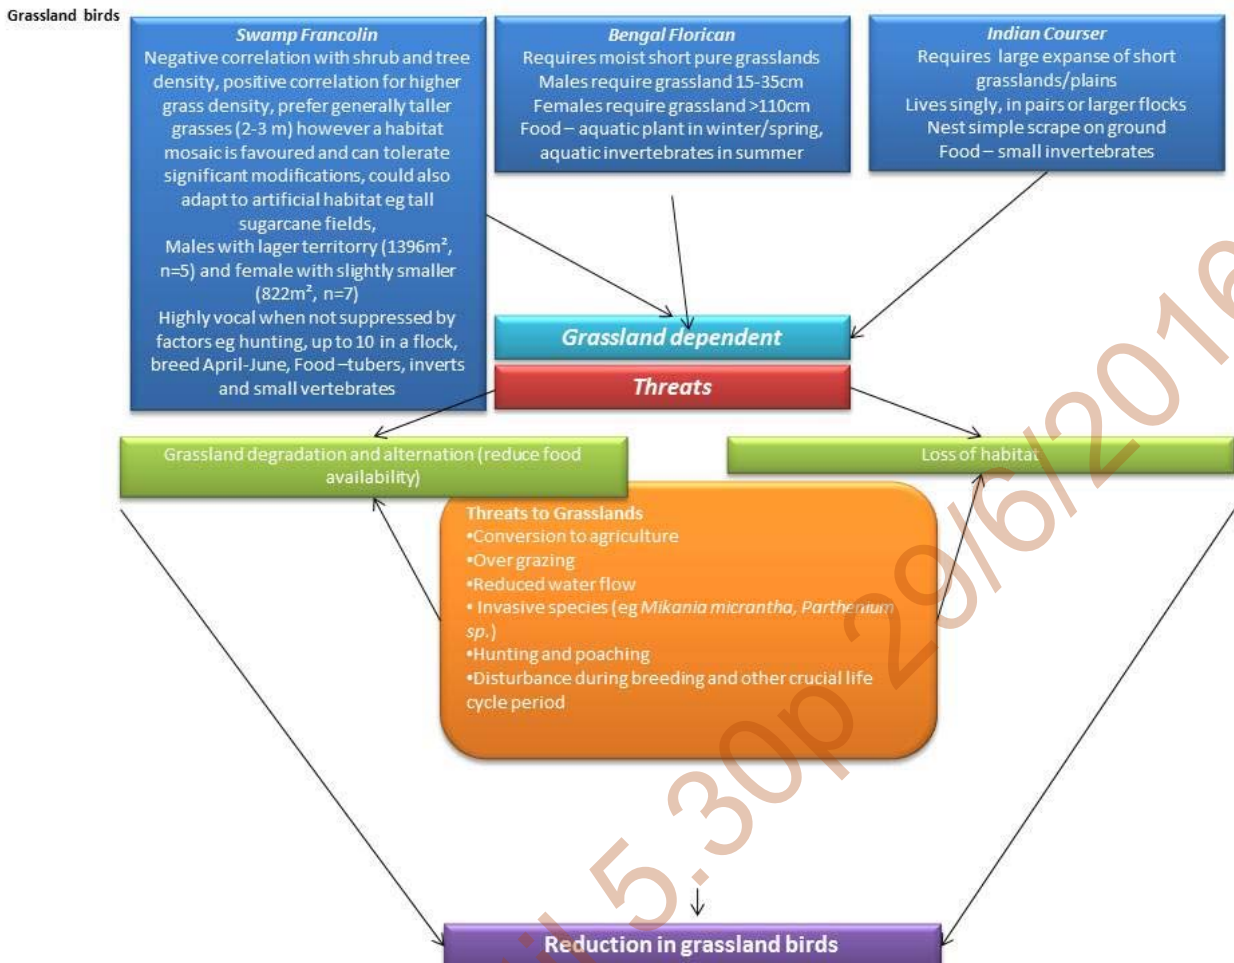 Grassland birds
Swamp Francolin
Negative correlation with shrub and tree
density, positive correlation for higher
grass density, prefer generally taller
grasses (2-3 m) however a habitat
mosaic is favoured and can tolerate
significant modifications, could also
adapt to artificial habitat eg tall
sugarcane fields,
Males with lager territorry (1396m²,
n=5) and female with slightly smaller
(822m², n=7)
Highly vocal when not suppressed by
factors eg hunting, up to 10 in a flock,
breed April-June, Food –tubers, inverts
and small vertebrates
Bengal Florican
Requires moist short pure grasslands
Males require grassland 15-35cm
Females require grassland >110cm
Food – aquatic plant in winter/spring,
aquatic invertebrates in summer
Indian Courser
Requires large expanse of short
grasslands/plains
Lives singly, in pairs or larger flocks
Nest simple scrape on ground
Food – small invertebrates
Grassland dependent
Threats
Grassland degradation and alternation (reduce food
availability)
Loss of habitat
Threats to Grasslands
•Conversion to agriculture
•Over grazing
•Reduced water flow
• Invasive species (eg Mikania micrantha, Parthenium
sp.)
•Hunting and poaching
•Disturbance during breeding and other crucial life
cycle period
Reduction in grassland birds
5.30p 29/6/2016